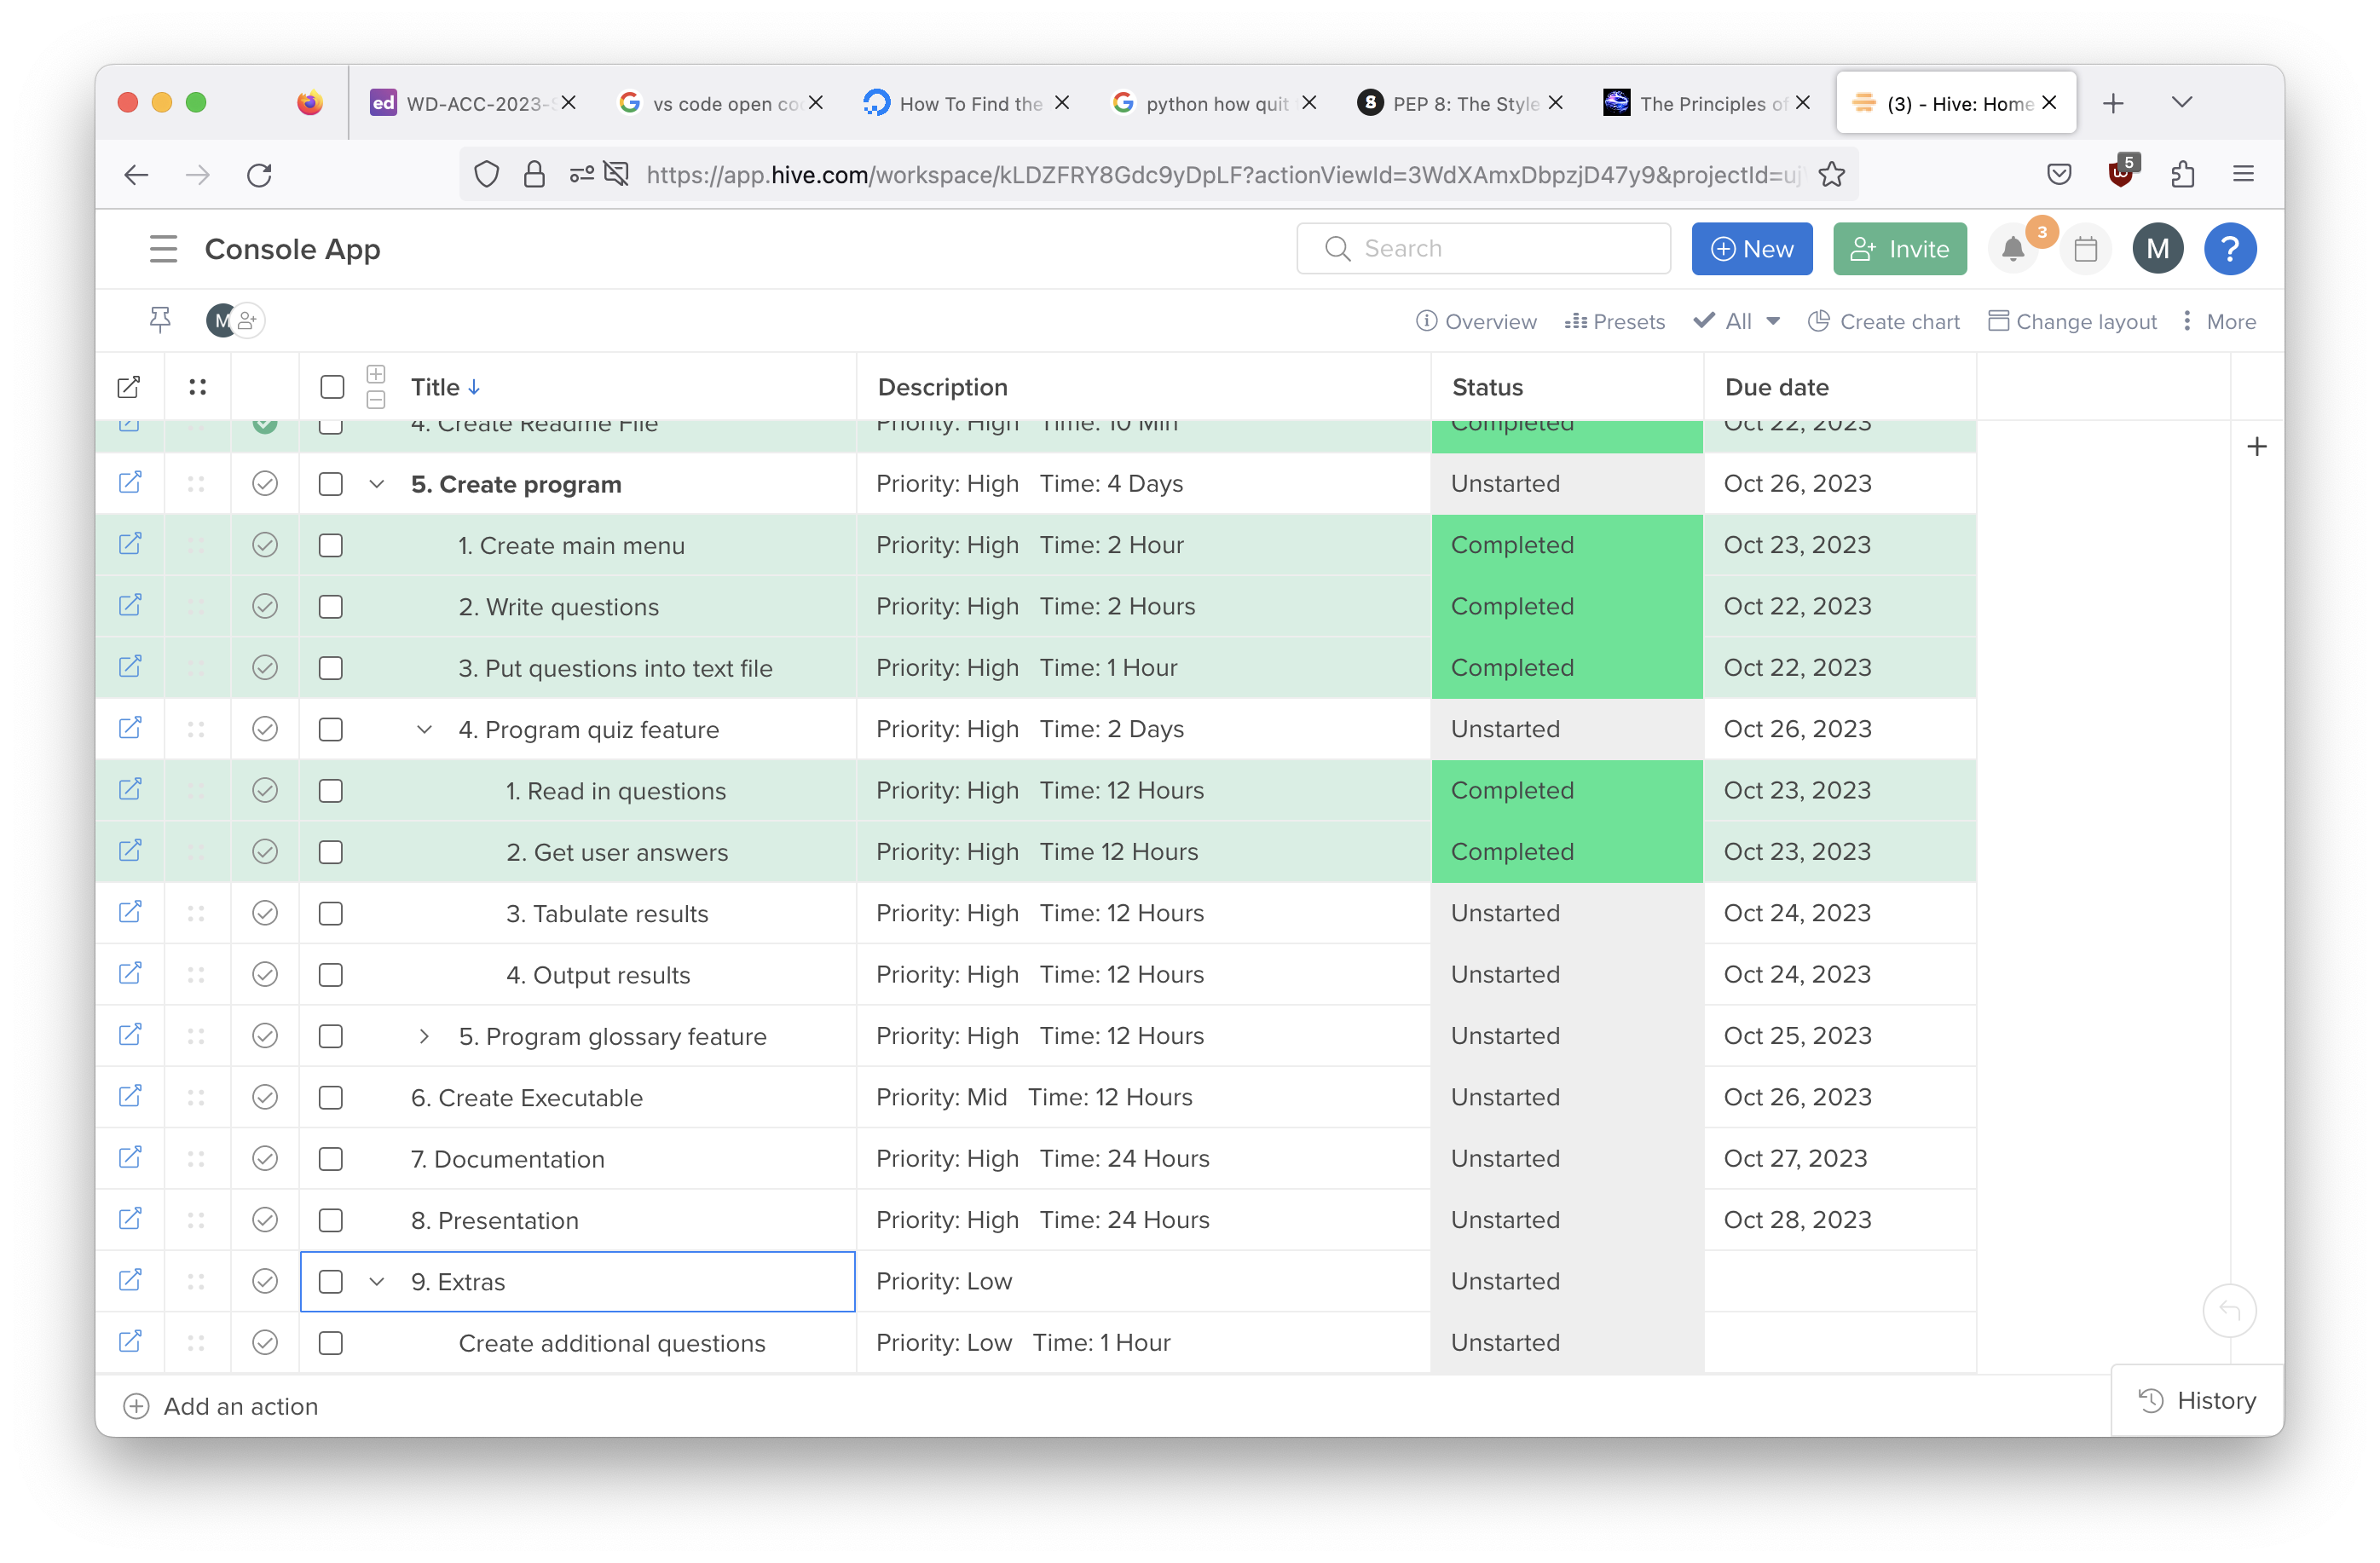 ed WD-ACC-2023-S
vs code open co
How To Find the
python how quit
8 PEP 8: The Style
The Principles of
(3) - Hive: Home
https://app.hive.com/workspace/kLDZFRY8Gdc9yDpLF?actionViewId=3WdXAmxDbpzjD47y9&projectId=uj
5
Console App
Search
New
Invite
3
M
?
M
Overview
Presets
All
Create chart
Change layout
More
Title Description Status Due date
4. Create Readme File Priority: High Time: 10 Min Completed Oct 22, 2023
5. Create program Priority: High Time: 4 Days Unstarted Oct 26, 2023
1. Create main menu Priority: High Time: 2 Hour Completed Oct 23, 2023
2. Write questions Priority: High Time: 2 Hours Completed Oct 22, 2023
3. Put questions into text file Priority: High Time: 1 Hour Completed Oct 22, 2023
4. Program quiz feature Priority: High Time: 2 Days Unstarted Oct 26, 2023
1. Read in questions Priority: High Time: 12 Hours Completed Oct 23, 2023
2. Get user answers Priority: High Time 12 Hours Completed Oct 23, 2023
3. Tabulate results Priority: High Time: 12 Hours Unstarted Oct 24, 2023
4. Output results Priority: High Time: 12 Hours Unstarted Oct 24, 2023
5. Program glossary feature Priority: High Time: 12 Hours Unstarted Oct 25, 2023
6. Create Executable Priority: Mid Time: 12 Hours Unstarted Oct 26, 2023
7. Documentation Priority: High Time: 24 Hours Unstarted Oct 27, 2023
8. Presentation Priority: High Time: 24 Hours Unstarted Oct 28, 2023
9. Extras Priority: Low Unstarted
Create additional questions Priority: Low Time: 1 Hour Unstarted
Add an action
History